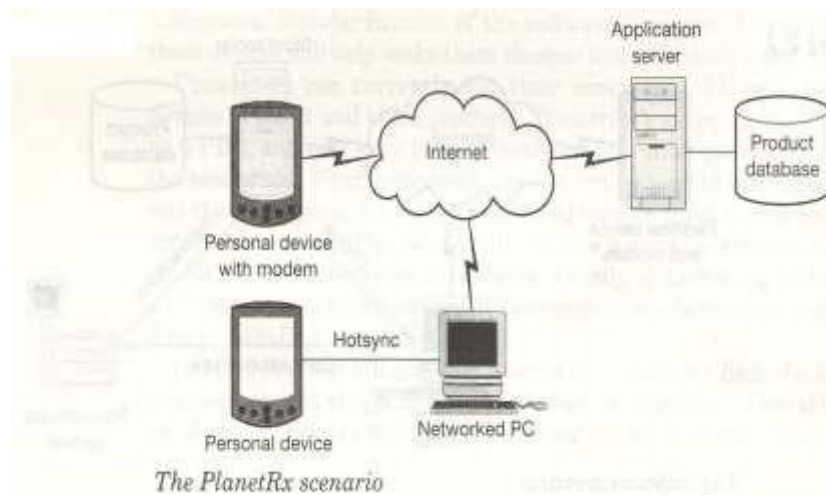 Application
server
Internet
Product
database
Personal device
with modem
Hotsync
Personal device
Networked PC
The PlanetRx scenario